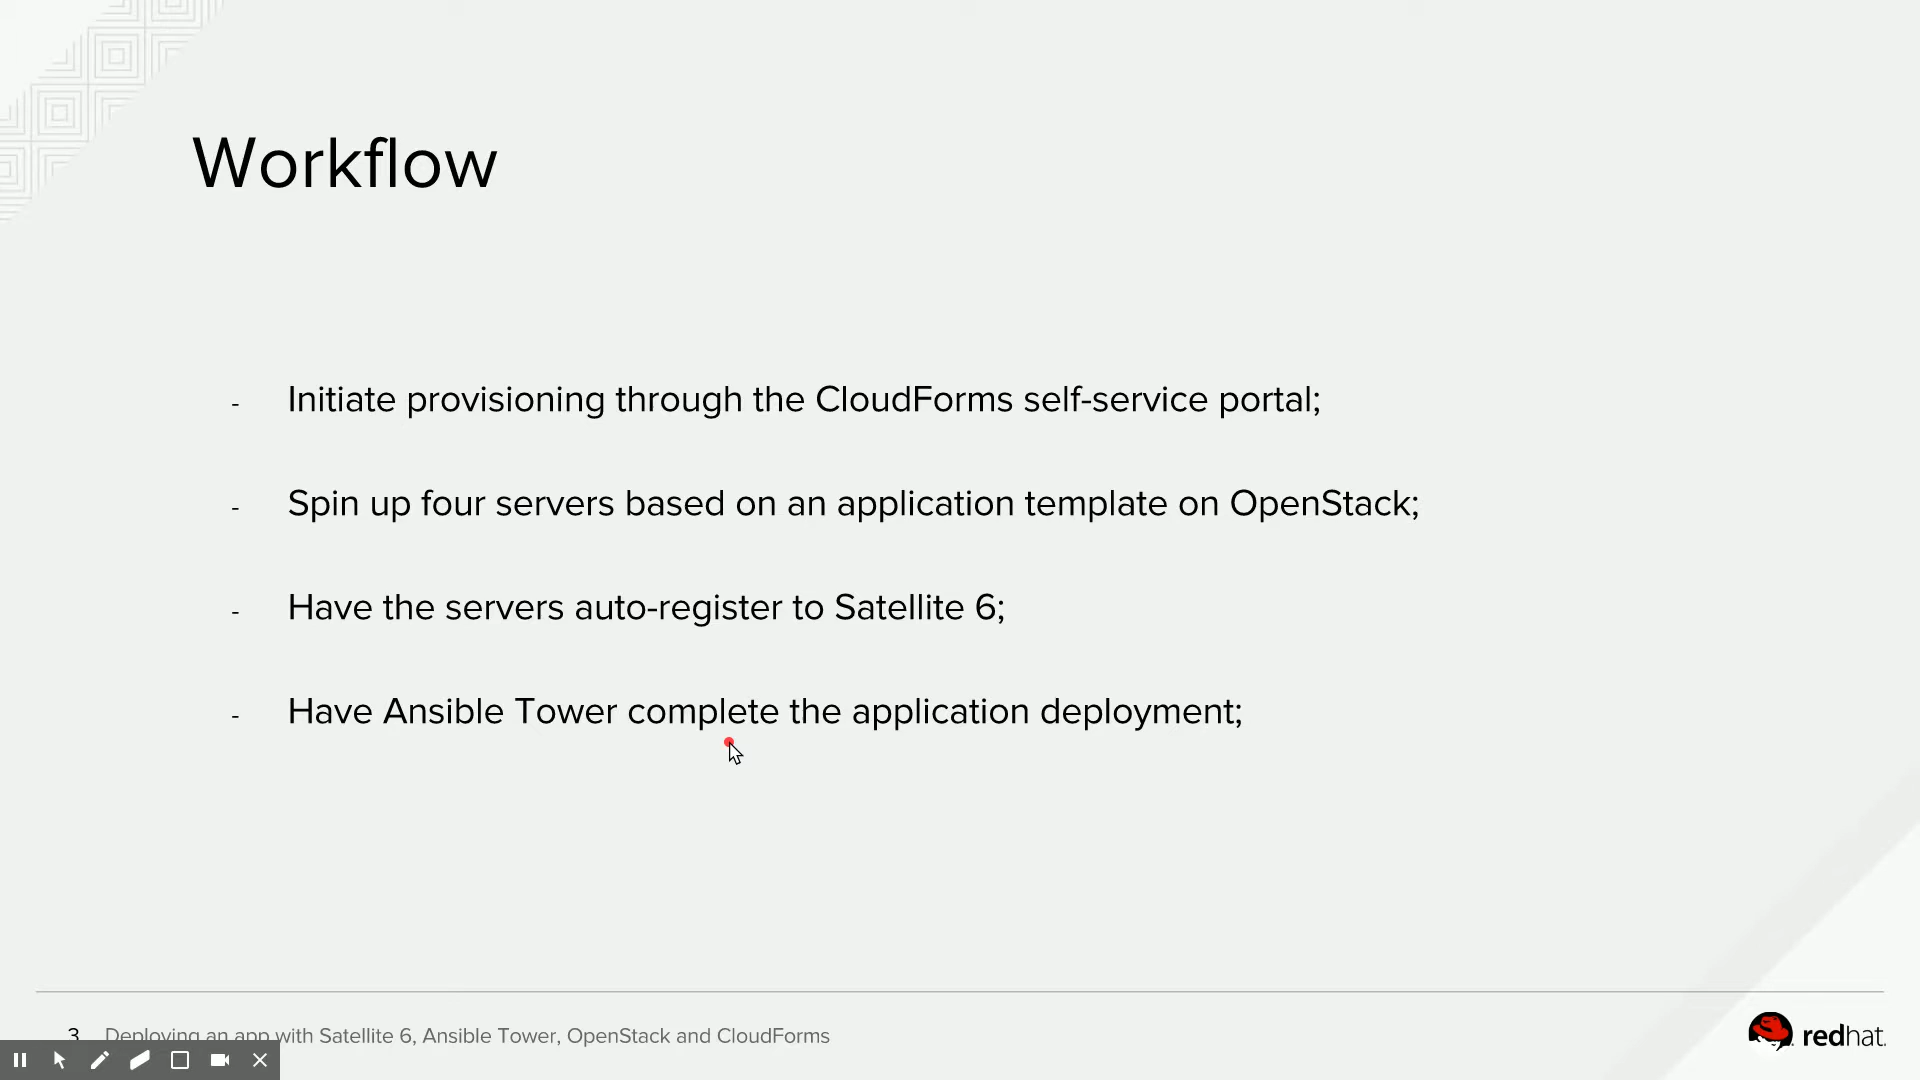 Workflow
- Initiate provisioning through the CloudForms self-service portal;
- Spin up four servers based on an application template on OpenStack;
- Have the servers auto-register to Satellite 6;
- Have Ansible Tower complete the application deployment;
3 Deploying an app with Satellite 6, Ansible Tower, OpenStack and CloudForms
redhat.